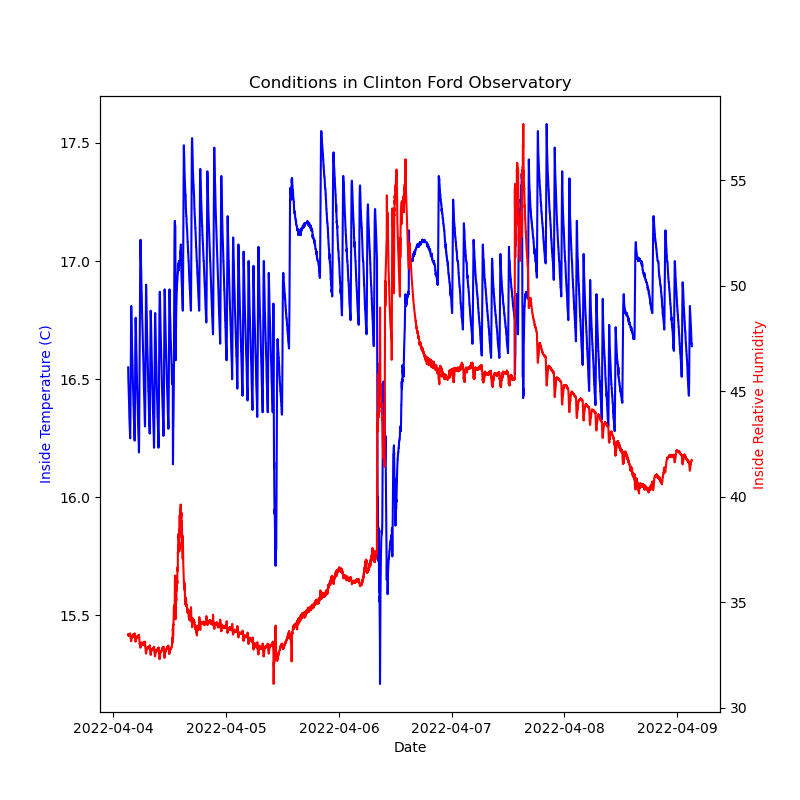 Conditions in Clinton Ford Observatory
Inside Temperature (C)
17.5
17.0
16.5
16.0
15.5
55
50
45
40
35
30
Inside Relative Humidity
2022-04-04 2022-04-05 2022-04-06 2022-04-07 2022-04-08 2022-04-09
Date